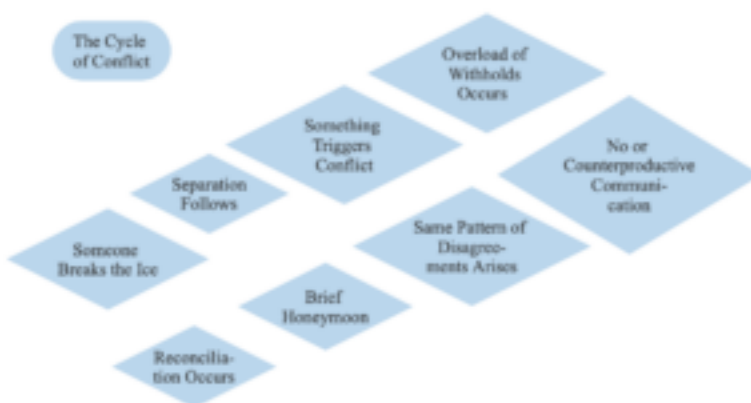 The Cycle
of Conflict
Overload of
Withholds
Occurs
Something
Triggers
Conflict
No or
Counterproductive
Communi-
cation
Separation
Follows
Same Pattern of
Disagree-
ments Arises
Someone
Breaks the Ice
Brief
Honeymoon
Reconcilia-
tion Occurs